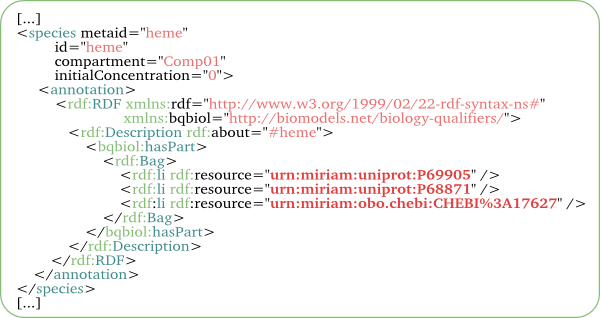 [...]
<species metaid="heme"
id="heme"
compartment="Comp01"
initialConcentration="0">
<annotation>
<rdf:RDF xmlns:rdf="http://www.w3.org/1999/02/22-rdf-syntax-ns#"
xmlns:bqbiol="http://biomodels.net/biology-qualifiers/">
<rdf:Description rdf:about="#heme">
<bqbiol:hasPart>
<rdf:Bag>
<rdf:li rdf:resource="urn:miriam:uniprot:P69905" />
<rdf:li rdf:resource="urn:miriam:uniprot:P68871" />
<rdf:li rdf:resource="urn:miriam:obo.chebi:CHEBI%3A17627" />
</rdf:Bag>
</bqbiol:hasPart>
</rdf:Description>
</rdf:RDF>
</annotation>
</species>
[...]